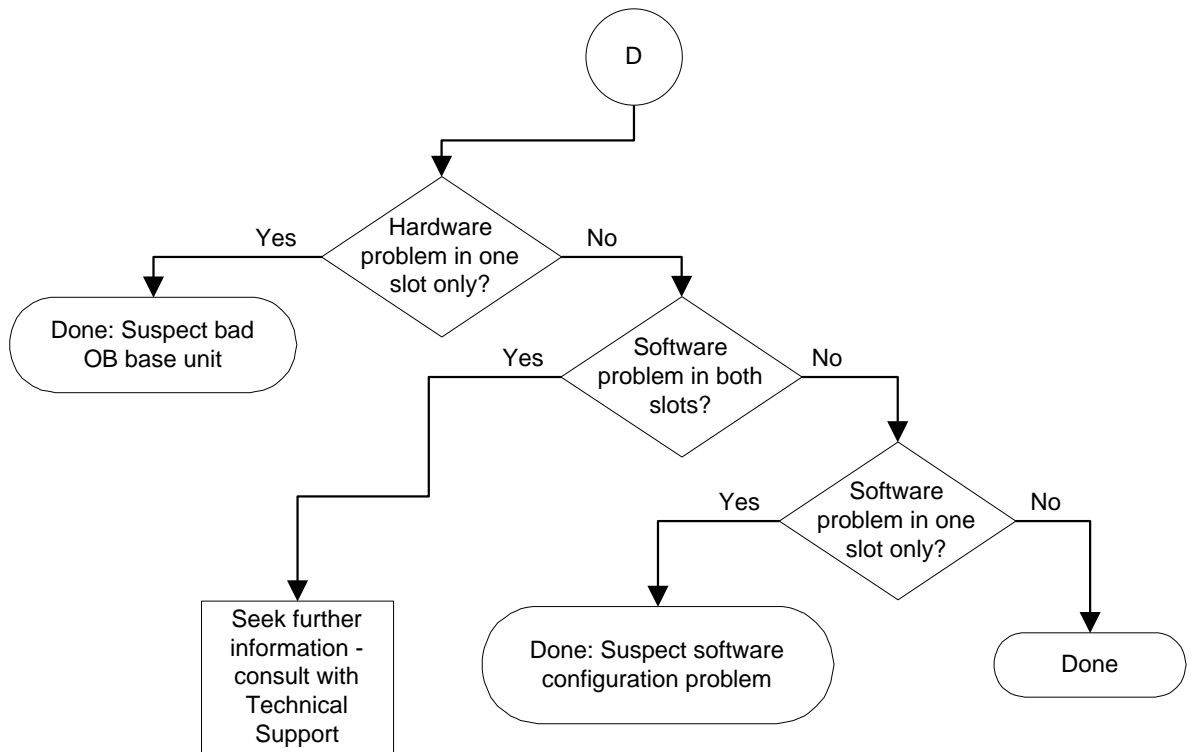 D
Hardware
problem in one
slot only?
Yes
No
Done: Suspect bad
OB base unit
Software
problem in both
slots?
Yes
No
Software
problem in one
slot only?
Yes
No
Seek further
information -
consult with
Technical
Support
Done: Suspect software
configuration problem
Done